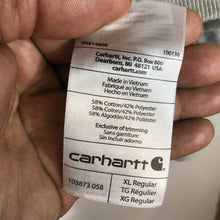 100138
Carhartt, Inc. P.O. Box 600
Dearborn, MI 48121 USA
carhartt.com
Made in Vietnam
Fabriqué au Vietnam
Hecho en Vietnam
58% Cotton/42% Polyester
58% Coton/42% Polyester
58% Algodón/42% Poliéster
Exclusive of trimming
Sans garniture
Sin incluir adorno
carhartt
103873 058
XL Regular
TG Régulier
XG Regular